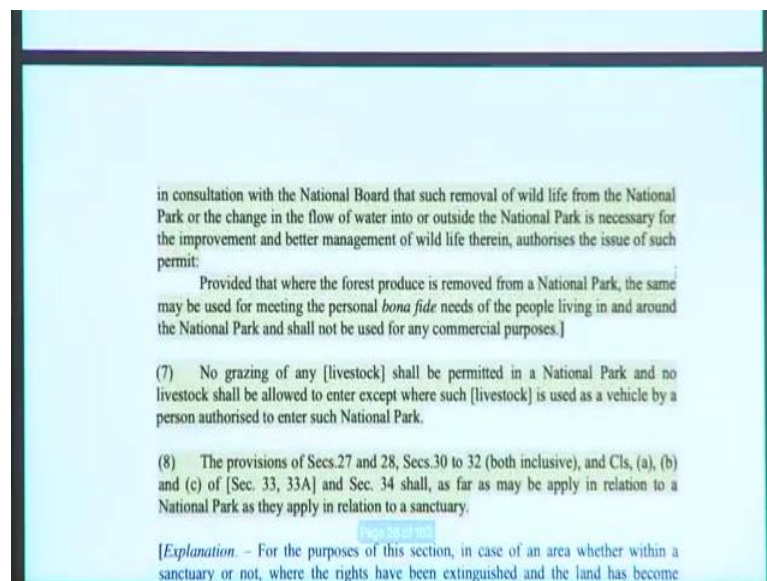 in consultation with the National Board that such removal of wild life from the National
Park or the change in the flow of water into or outside the National Park is necessary for
the improvement and better management of wild life therein, authorises the issue of such
permit:
Provided that where the forest produce is removed from a National Park, the same
may be used for meeting the personal bona fide needs of the people living in and around
the National Park and shall not be used for any commercial purposes.]
(7) No grazing of any [livestock] shall be permitted in a National Park and no
livestock shall be allowed to enter except where such [livestock] is used as a vehicle by a
person authorised to enter such National Park.
(8) The provisions of Secs.27 and 28, Secs.30 to 32 (both inclusive), and Cls, (a), (b)
and (c) of [Sec. 33, 33A] and Sec. 34 shall, as far as may be apply in relation to a
National Park as they apply in relation to a sanctuary.
Page 28 of 163
[Explanation. – For the purposes of this section, in case of an area whether within a
sanctuary or not, where the rights have been extinguished and the land has become